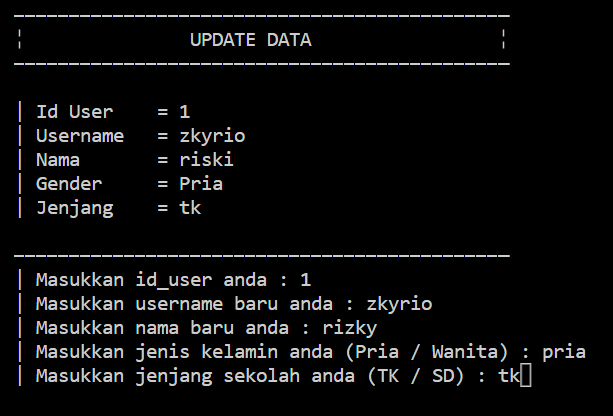 UPDATE DATA
| Id User = 1
| Username = zkyrio
| Nama = riski
| Gender = Pria
| Jenjang = tk
| Masukkan id_user anda : 1
| Masukkan username baru anda : zkyrio
| Masukkan nama baru anda : rizky
| Masukkan jenis kelamin anda (Pria / Wanita) : pria
| Masukkan jenjang sekolah anda (TK / SD) : tk